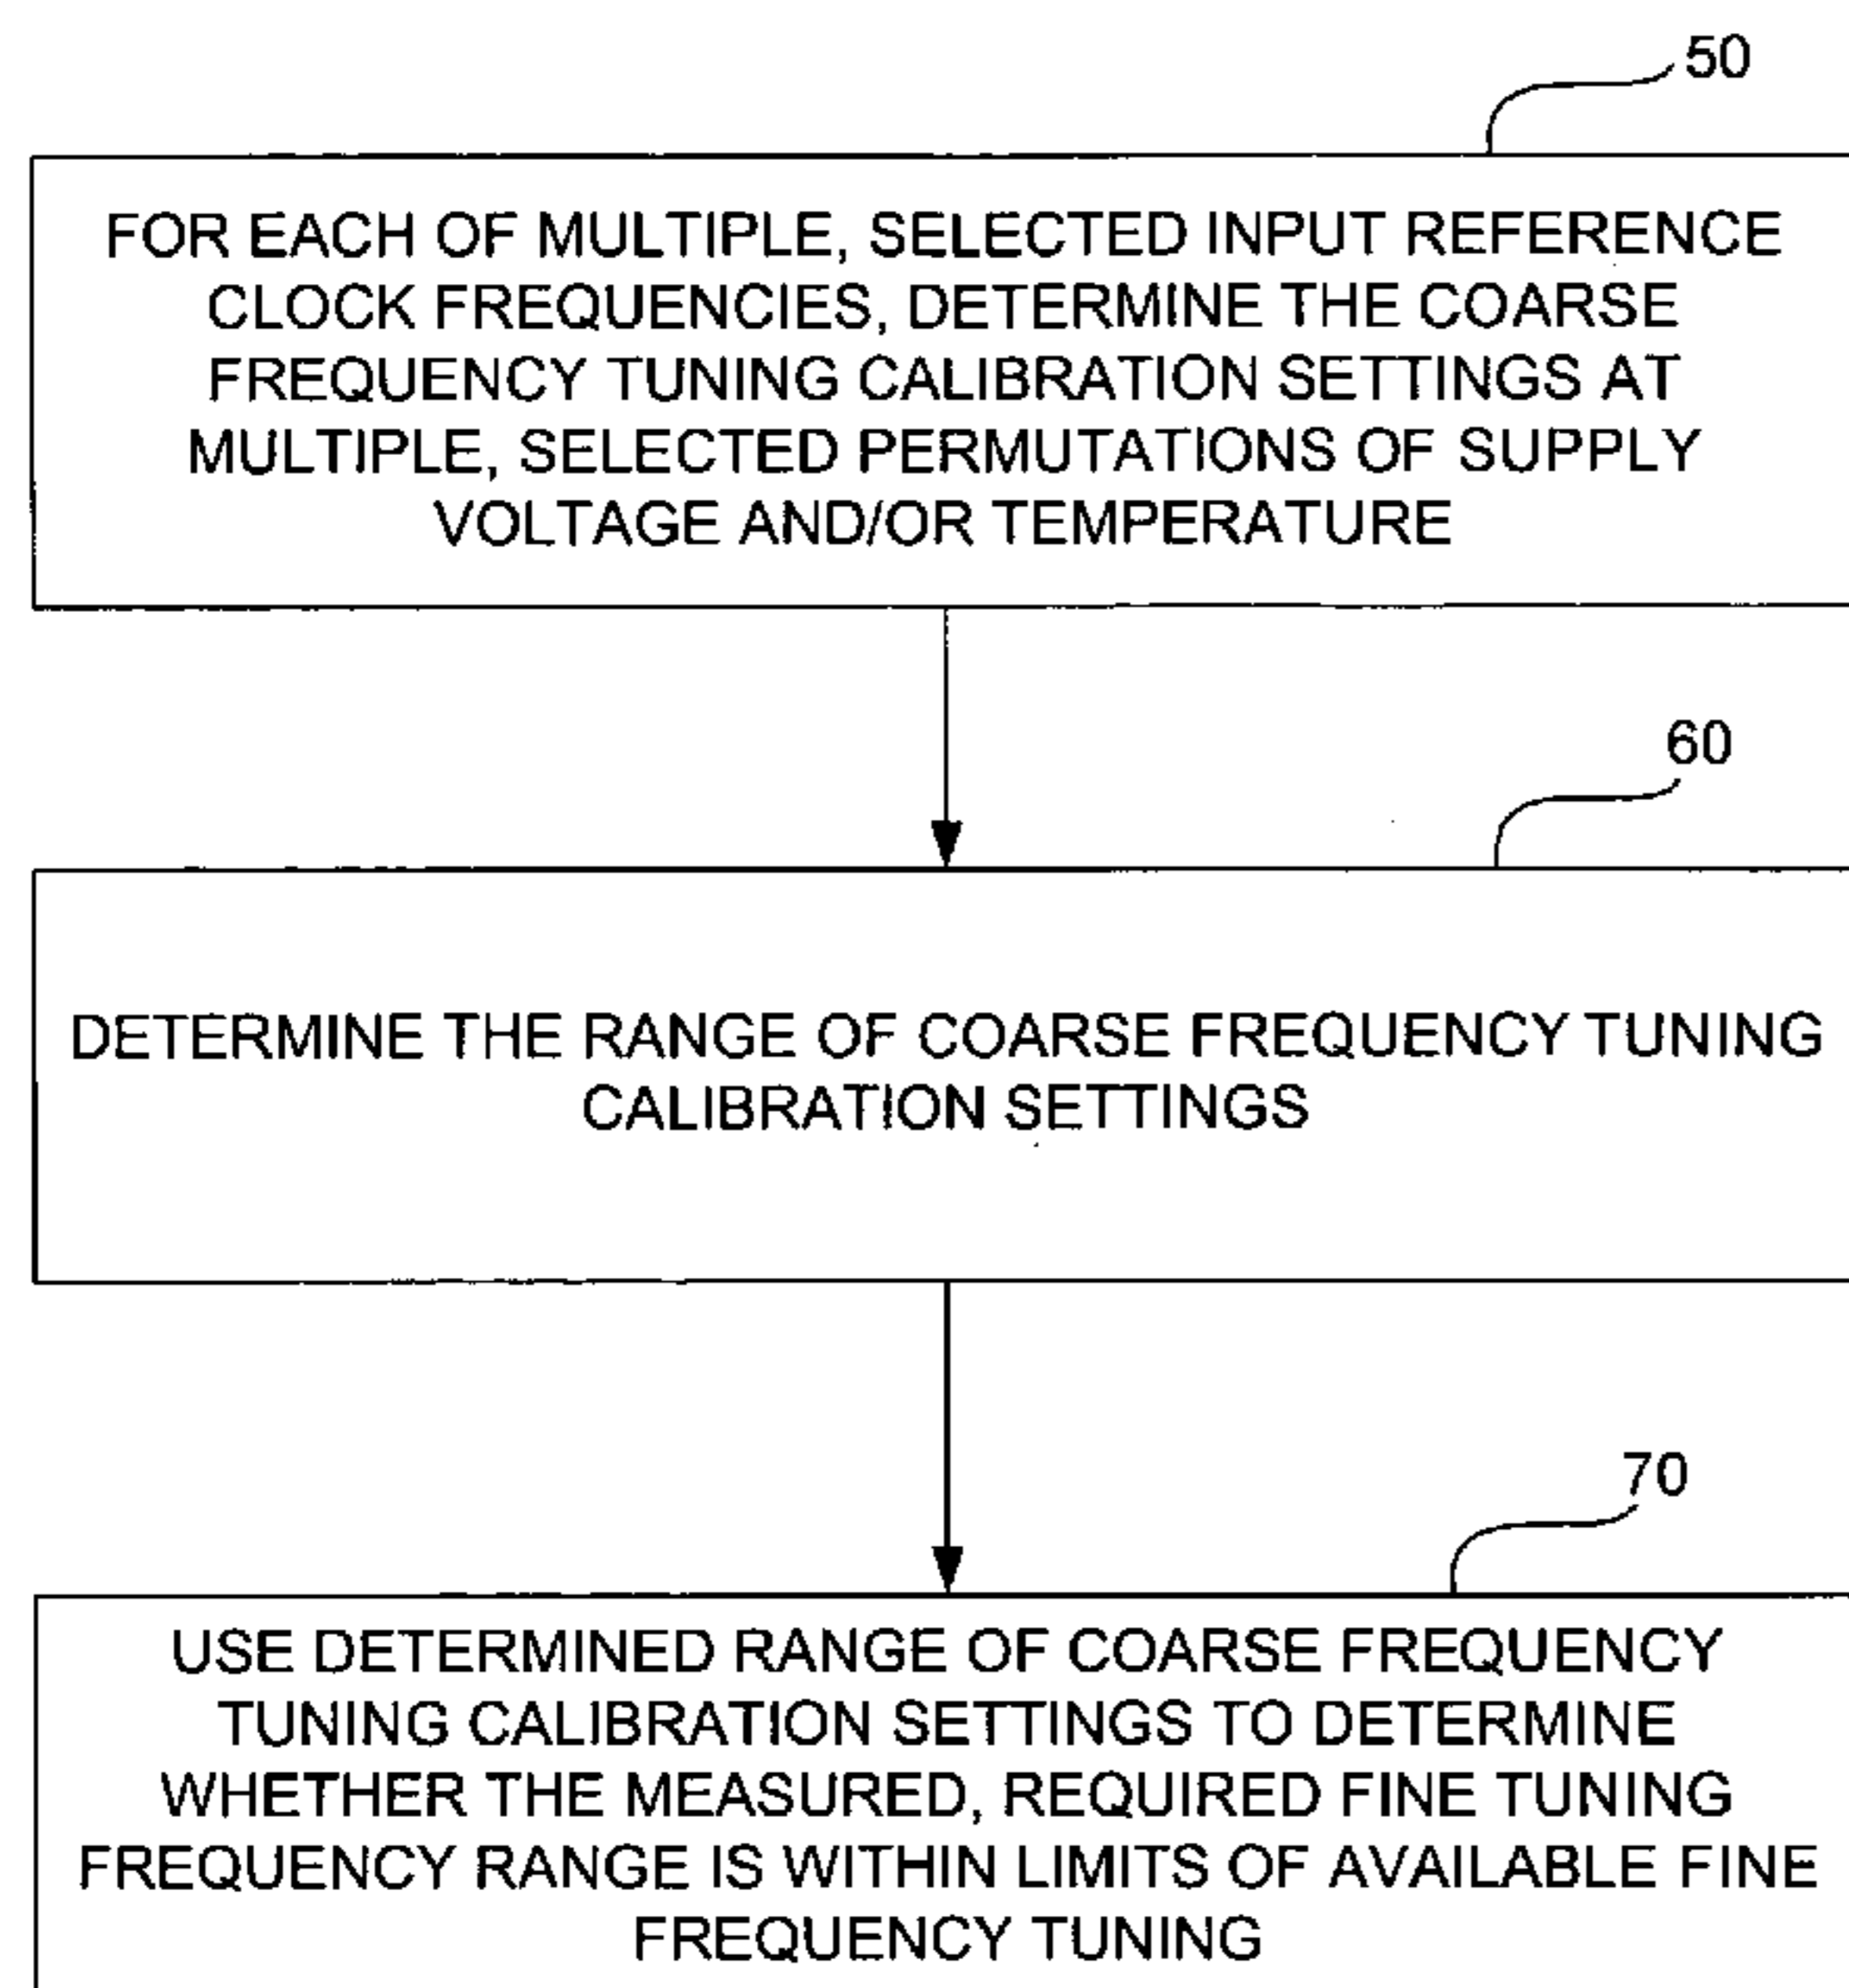 50
FOR EACH OF MULTIPLE, SELECTED INPUT REFERENCE
CLOCK FREQUENCIES, DETERMINE THE COARSE
FREQUENCY TUNING CALIBRATION SETTINGS AT
MULTIPLE, SELECTED PERMUTATIONS OF SUPPLY
VOLTAGE AND/OR TEMPERATURE
60
DETERMINE THE RANGE OF COARSE FREQUENCY TUNING
CALIBRATION SETTINGS
70
USE DETERMINED RANGE OF COARSE FREQUENCY
TUNING CALIBRATION SETTINGS TO DETERMINE
WHETHER THE MEASURED, REQUIRED FINE TUNING
FREQUENCY RANGE IS WITHIN LIMITS OF AVAILABLE FINE
FREQUENCY TUNING